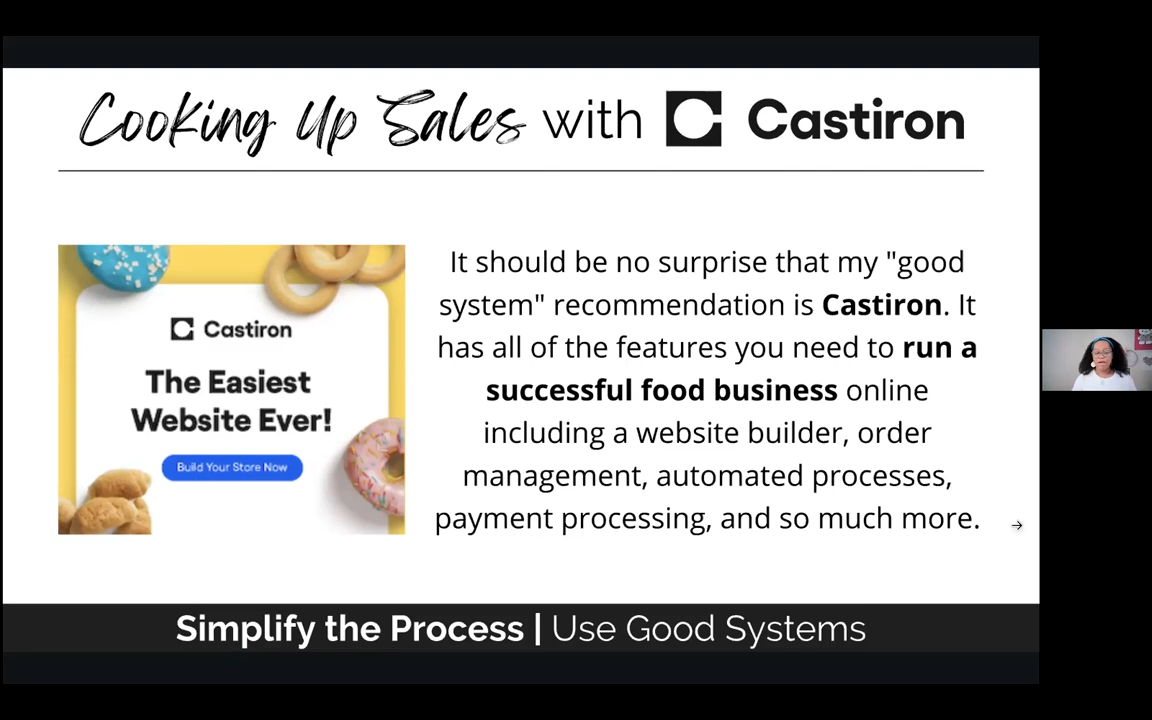 Cooking Up Sales with Castiron
Castiron
The Easiest
Website Ever!
Build Your Store Now
It should be no surprise that my "good
system" recommendation is Castiron. It
has all of the features you need to run a
successful food business online
including a website builder, order
management, automated processes,
payment processing, and so much more.
Simplify the Process | Use Good Systems